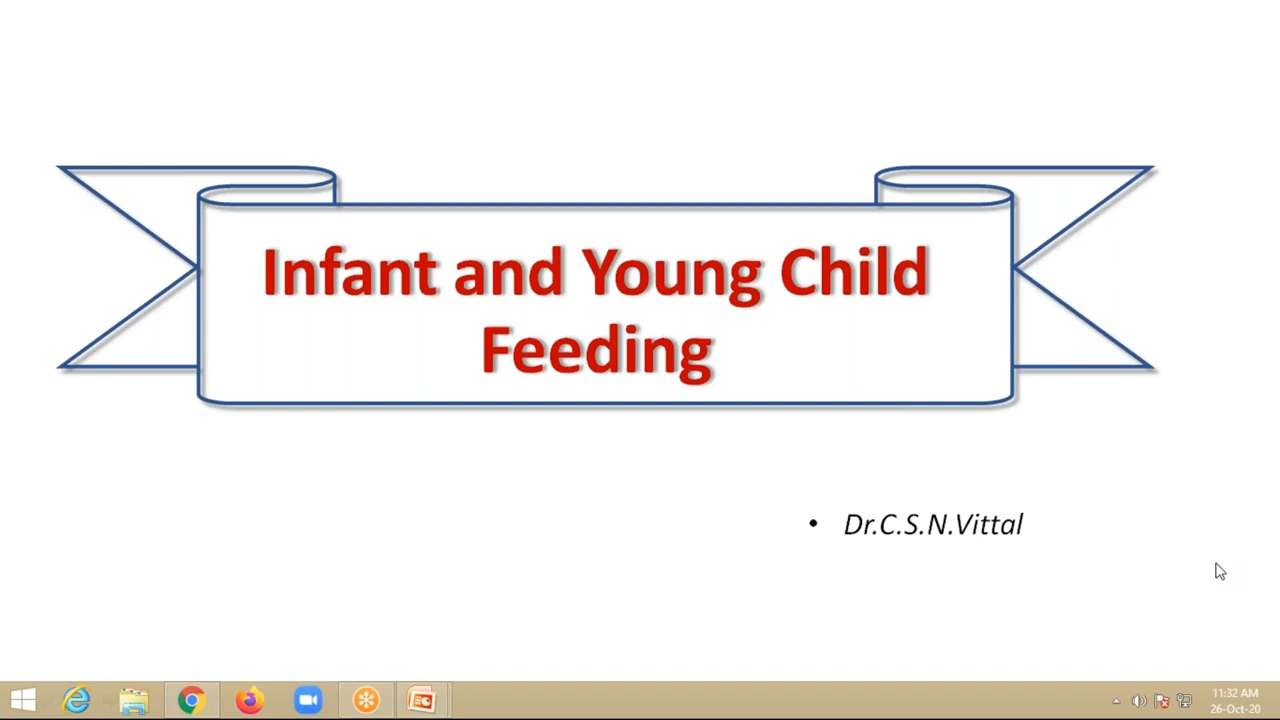 Infant and Young Child
Feeding
• Dr.C.S.N.Vittal
11:32 AM
26-Oct-20